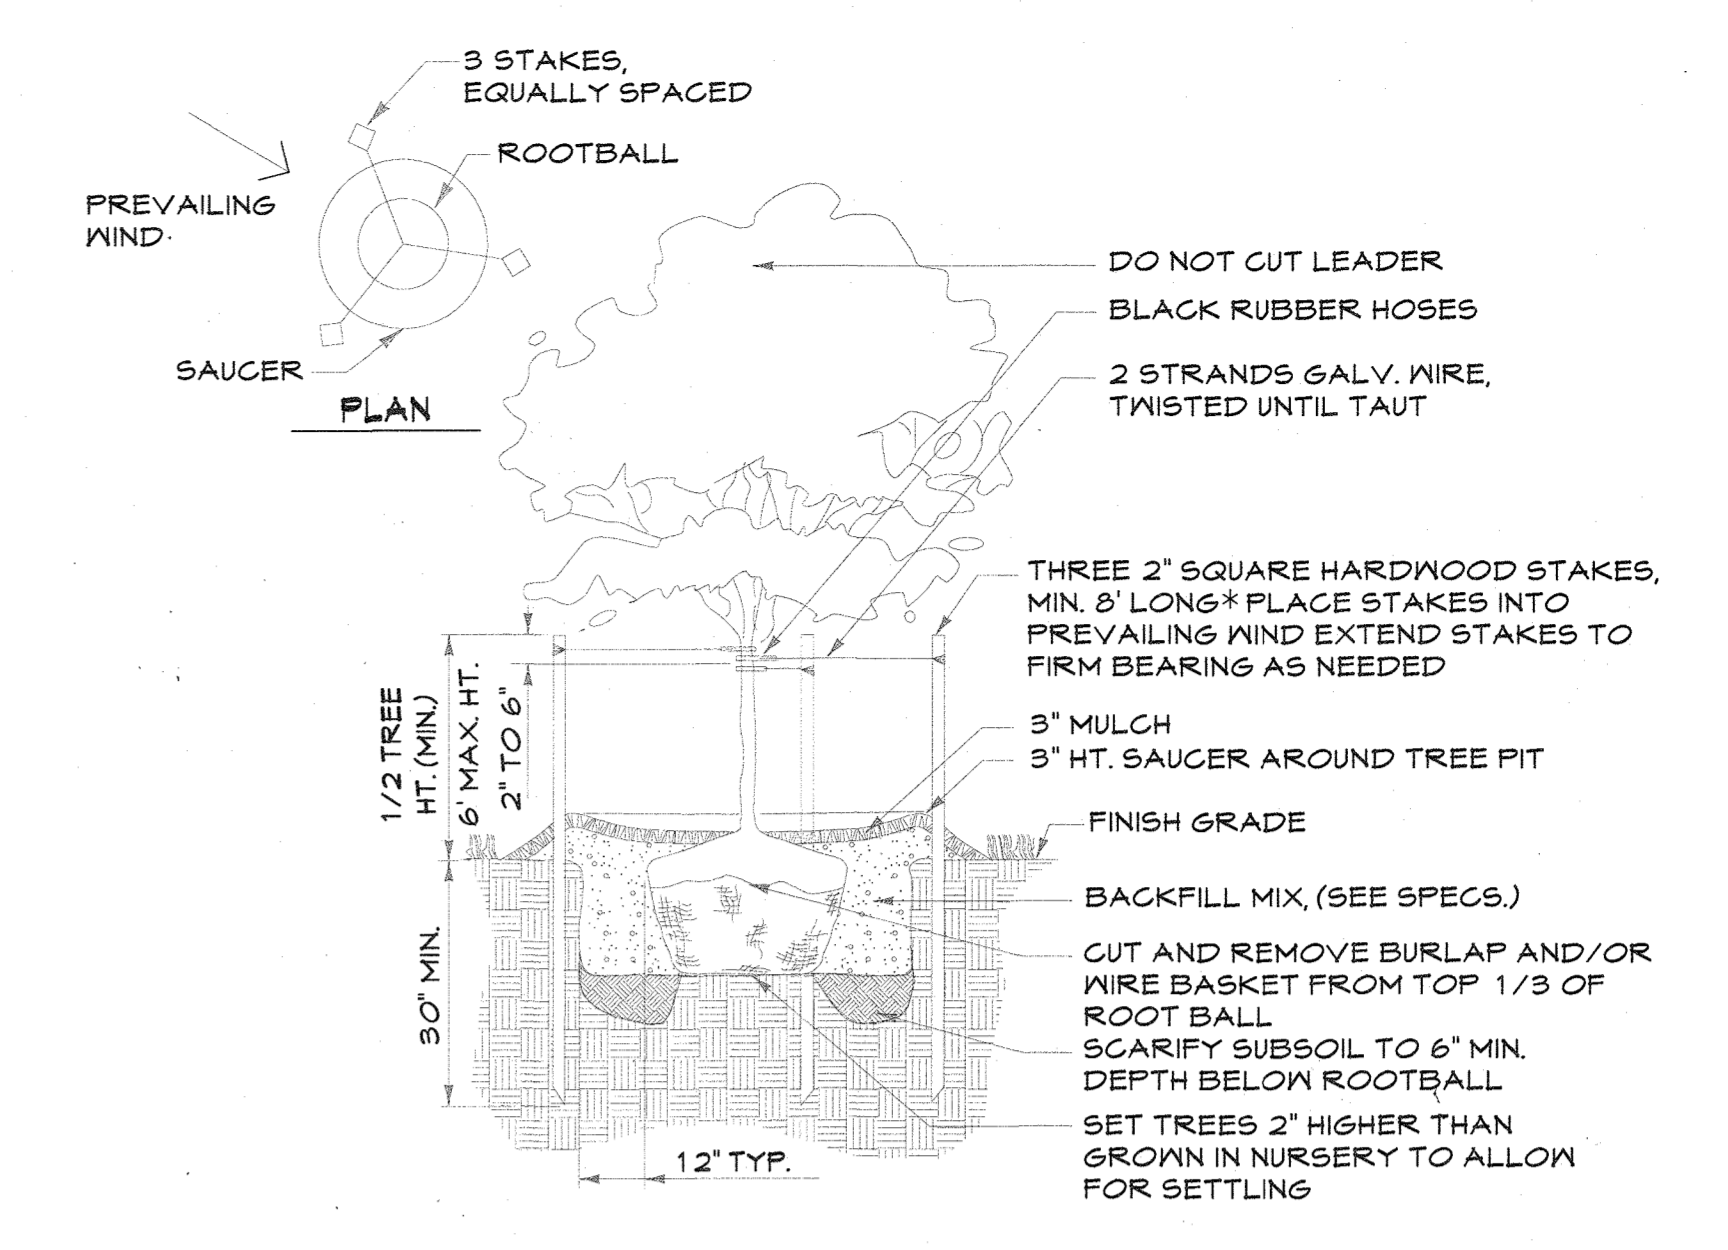 3 STAKES,
EQUALLY SPACED
ROOTBALL
PREVAILING
WIND.
SAUCER
PLAN
DO NOT CUT LEADER
BLACK RUBBER HOSES
2 STRANDS GALV. WIRE,
TWISTED UNTIL TAUT
THREE 2" SQUARE HARDWOOD STAKES,
MIN. 8' LONG* PLACE STAKES INTO
PREVAILING WIND EXTEND STAKES TO
FIRM BEARING AS NEEDED
1/2 TREE
HT. (MIN.)
6' MAX. HT.
2" TO 6"
3" MULCH
3" HT. SAUCER AROUND TREE PIT
FINISH GRADE
BACKFILL MIX, (SEE SPECS.)
30" MIN.
CUT AND REMOVE BURLAP AND/OR
WIRE BASKET FROM TOP 1/3 OF
ROOT BALL
SCARIFY SUBSOIL TO 6" MIN.
DEPTH BELOW ROOTBALL
SET TREES 2" HIGHER THAN
GROWN IN NURSERY TO ALLOW
FOR SETTLING
12" TYP.